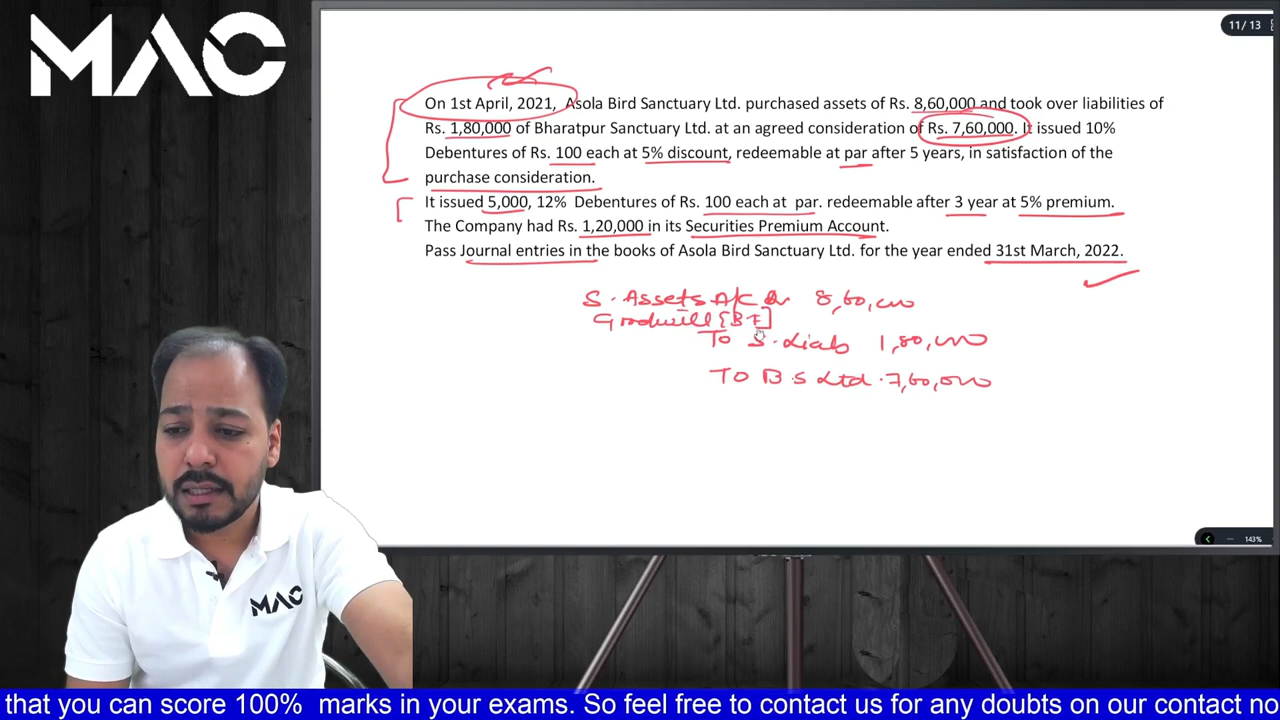 MAC
11/13
On 1st April, 2021, Asola Bird Sanctuary Ltd. purchased assets of Rs. 8,60,000 and took over liabilities of
Rs. 1,80,000 of Bharatpur Sanctuary Ltd. at an agreed consideration of Rs. 7,60,000. It issued 10%
Debentures of Rs. 100 each at 5% discount, redeemable at par after 5 years, in satisfaction of the
purchase consideration.
It issued 5,000, 12% Debentures of Rs. 100 each at par. redeemable after 3 year at 5% premium.
The Company had Rs. 1,20,000 in its Securities Premium Account.
Pass Journal entries in the books of Asola Bird Sanctuary Ltd. for the year ended 31st March, 2022.
S. Assets A/C Dr 8,60,000
Goodwill [BF]
To S. Liab 1,80,000
To B.S Ltd. 7,60,000
143%
MAC
that you can score 100% marks in your exams. So feel free to contact us for any doubts on our contact no